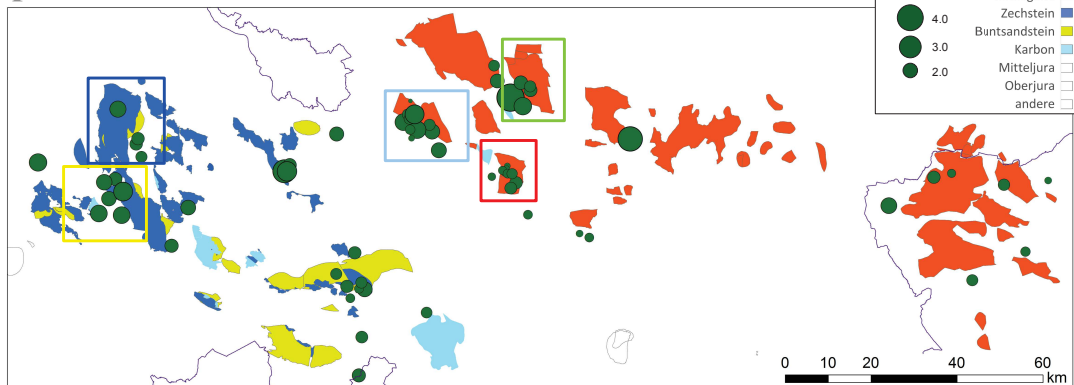 4.0
3.0
2.0
Zechstein
Buntsandstein
Karbon
Mitteljura
Oberjura
andere
0 10 20 40 60
km